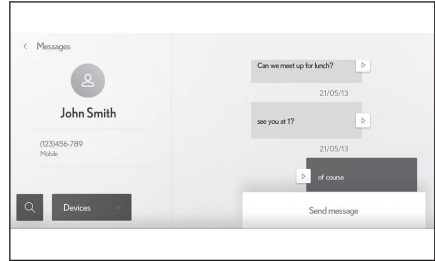 Messages
John Smith
(123)456-789
Mobile
Devices
Can we meet up for lunch?
21/05/13
see you at 1?
21/05/13
of course
Send message